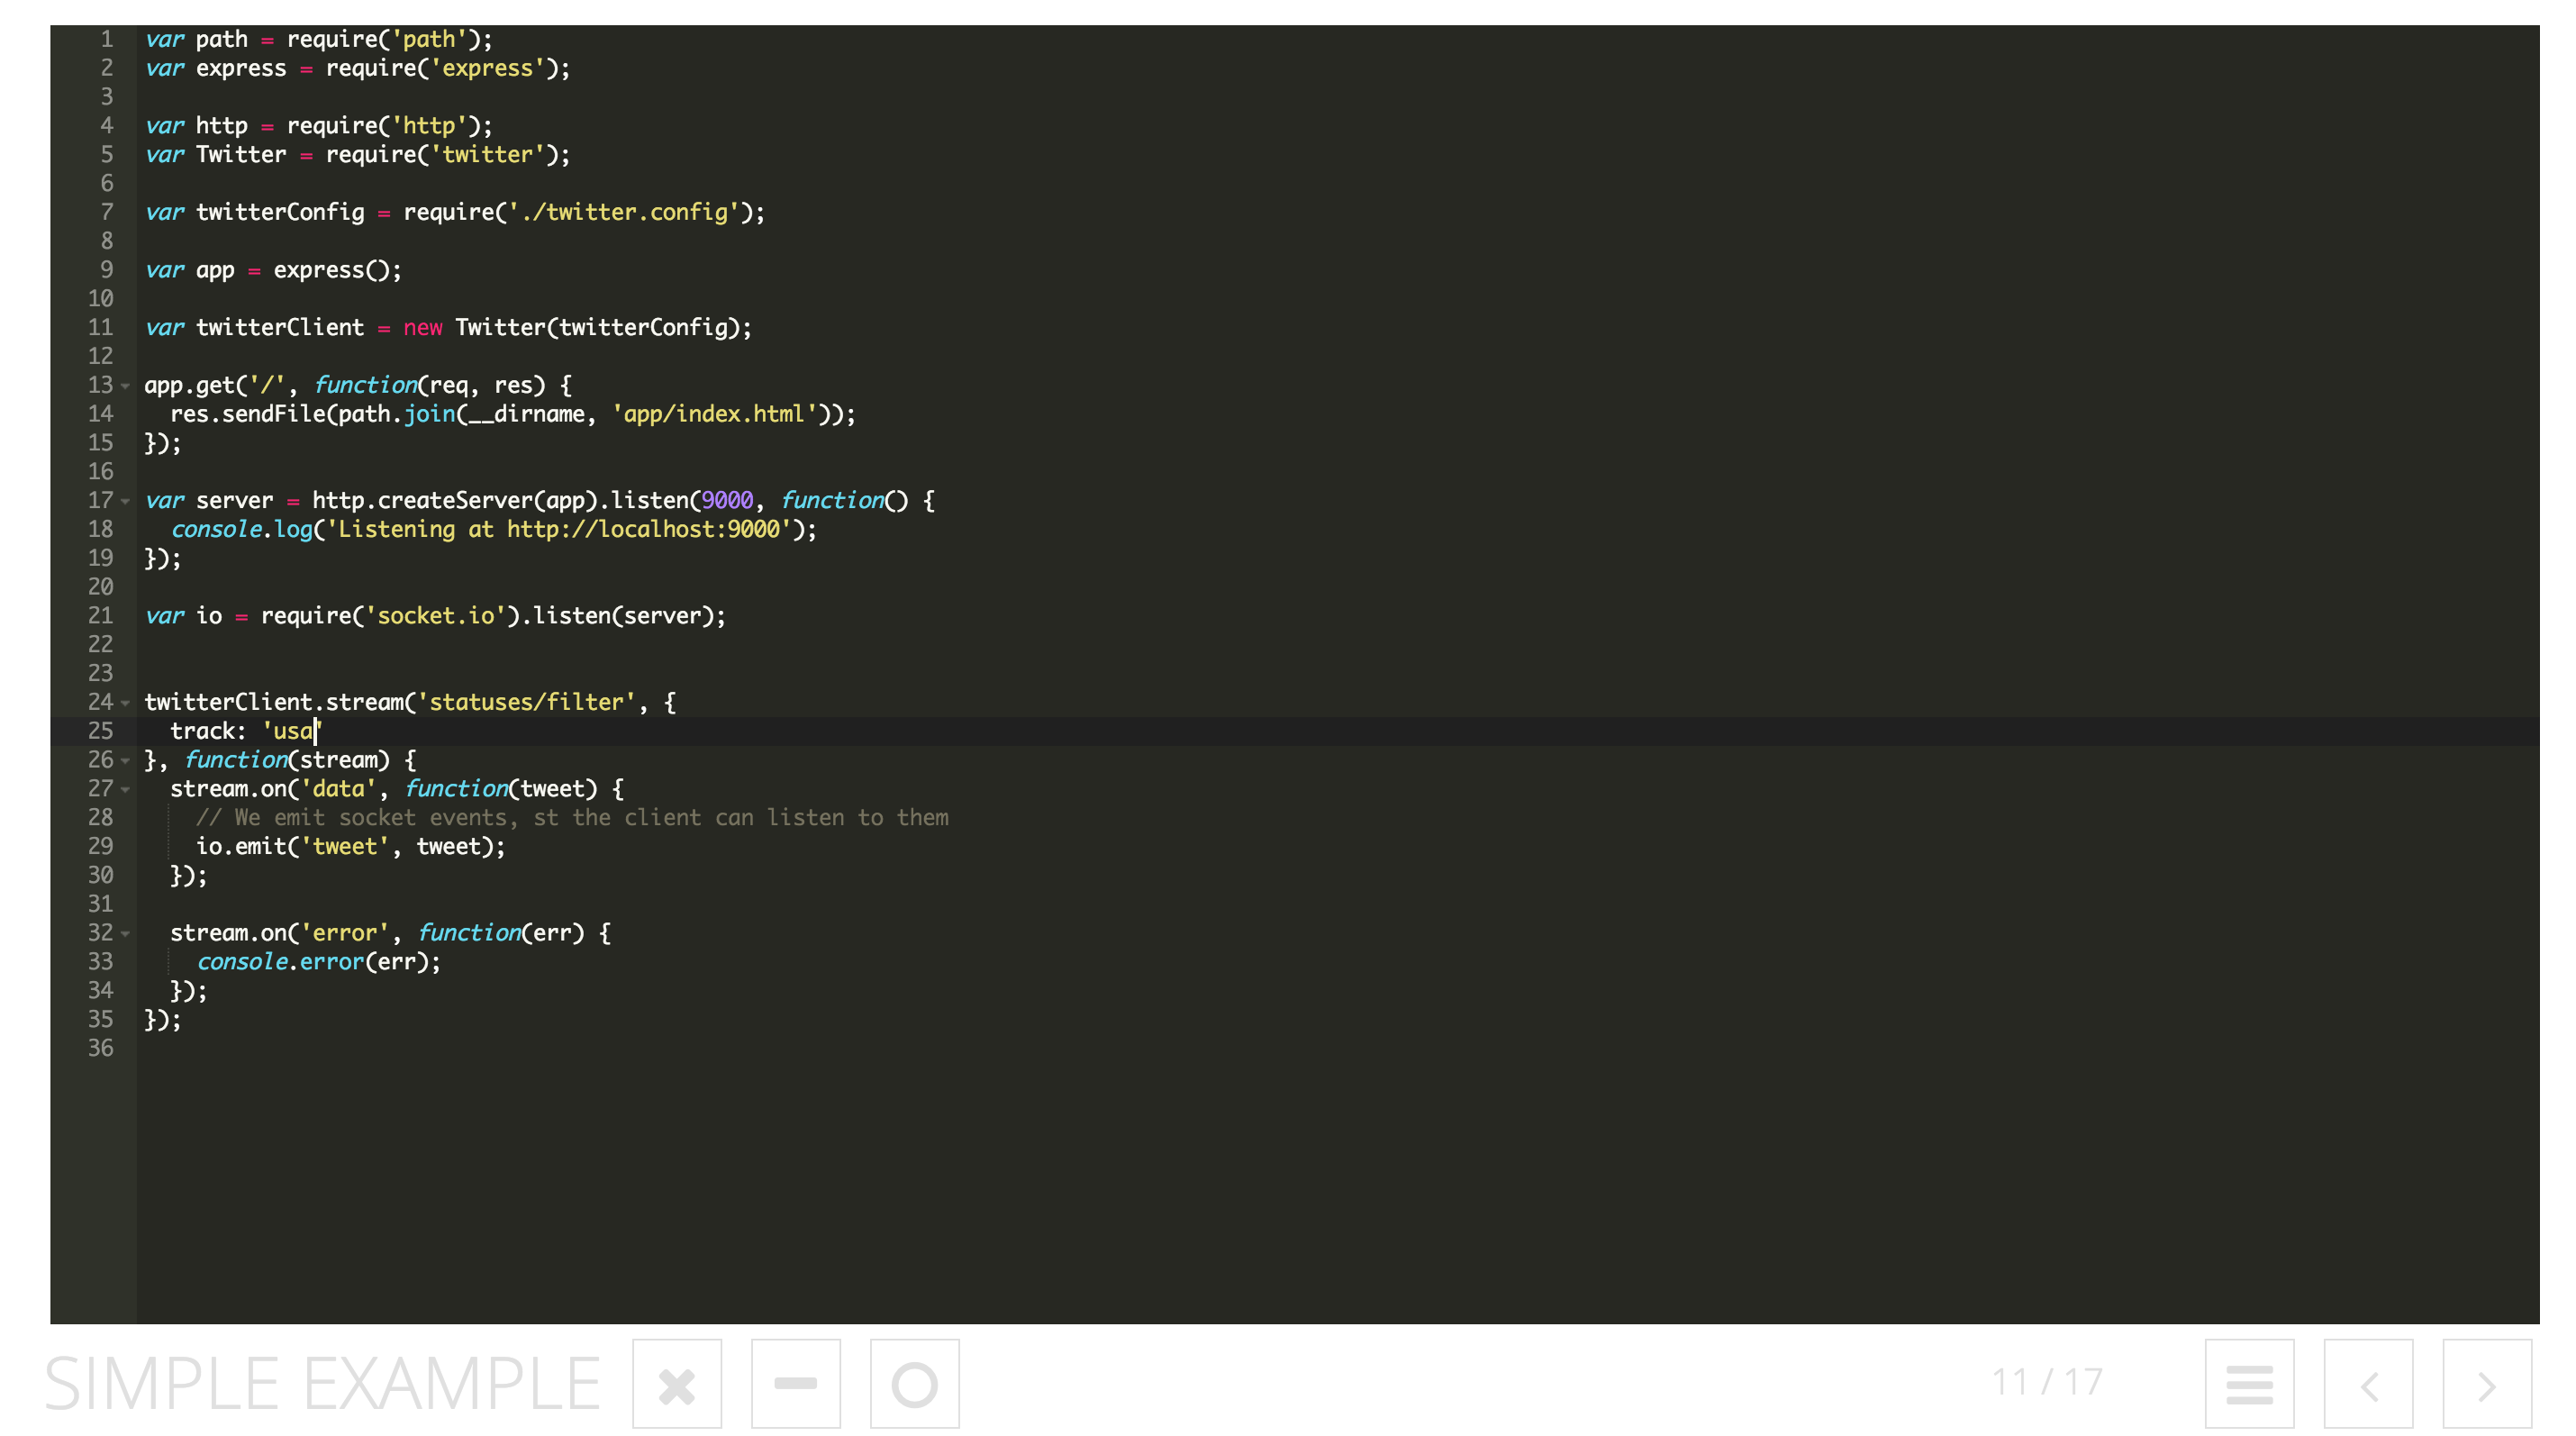 1 var path = require('path');
2 var express = require('express');
3
4 var http = require('http');
5 var Twitter = require('twitter');
6
7 var twitterConfig = require('./twitter.config');
8
9 var app = express();
10
11 var twitterClient = new Twitter(twitterConfig);
12
13 app.get('/', function(req, res) {
14   res.sendFile(path.join(__dirname, 'app/index.html'));
15 });
16
17 var server = http.createServer(app).listen(9000, function() {
18   console.log('Listening at http://localhost:9000');
19 });
20
21 var io = require('socket.io').listen(server);
22
23
24 twitterClient.stream('statuses/filter', {
25   track: 'usa'
26 }, function(stream) {
27   stream.on('data', function(tweet) {
28     // We emit socket events, st the client can listen to them
29     io.emit('tweet', tweet);
30   });
31
32   stream.on('error', function(err) {
33     console.error(err);
34   });
35 });
36
SIMPLE EXAMPLE
11 / 17